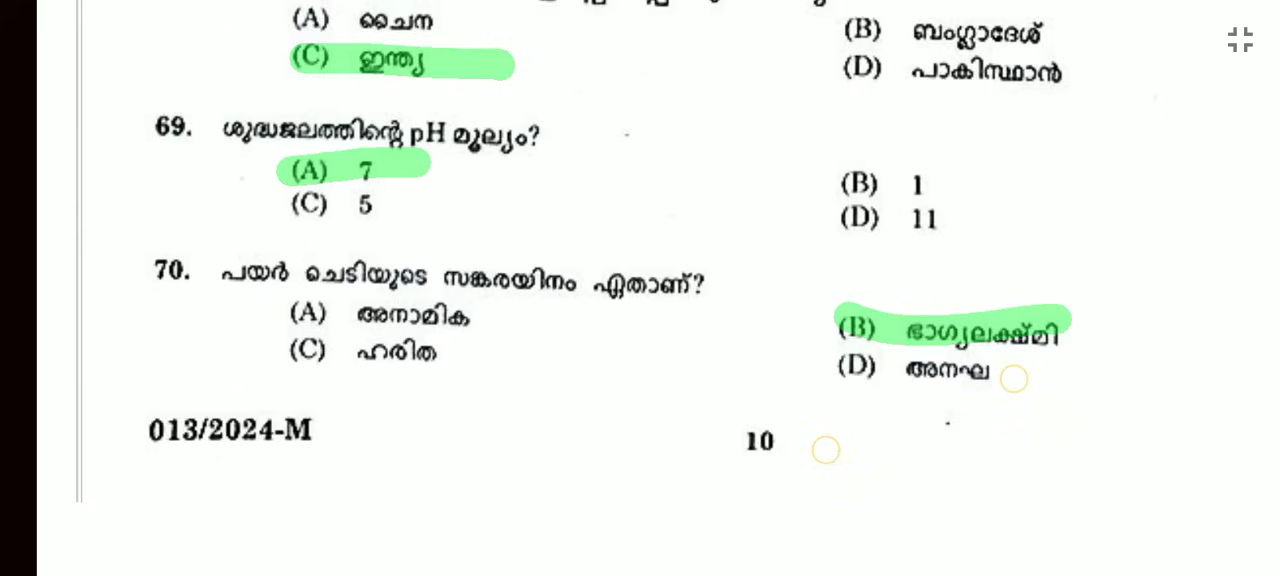 (A) ചൈന
(B) ബംഗ്ലാദേശ്
(C) ഇന്ത്യ
(D) പാകിസ്ഥാൻ
69. ശുദ്ധജലത്തിന്റെ pH മൂല്യം?
(A) 7
(B) 1
(C) 5
(D) 11
70. പയർ ചെടിയുടെ സങ്കരയിനം ഏതാണ്?
(A) അനാമിക
(B) ഭാഗ്യലക്ഷ്മി
(C) ഹരിത
(D) അനഘ
013/2024-M
10